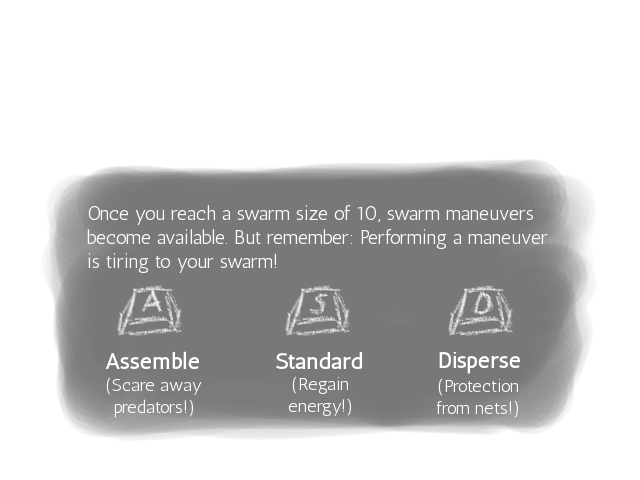 Once you reach a swarm size of 10, swarm maneuvers
become available. But remember: Performing a maneuver
is tiring to your swarm!
A S D
Assemble Standard Disperse
(Scare away (Regain (Protection
predators!) energy!) from nets!)